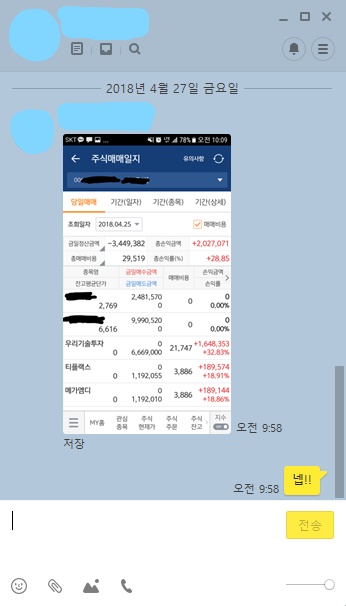 2018년 4월 27일 금요일
SKT 78% 오전 10:09
주식매매일지 유의사항
당일매매 기간(일자) 기간(종목) 기간(상세)
조회일자 2018.04.25 매매비용
금일정산금액 -3,449,382 총손익금액 +2,027,071
총매매비용 29,519 총손익률(%) +28.85
종목명 금일매수금액 매매비용 손익금액
잔고평균단가 금일매도금액 손익률
2,481,570 0 0
2,769 0 0.00%
9,990,520 0 0
6,616 0 0.00%
우리기술투자 0 21,747 +1,648,353
0 6,669,000 +32.83%
티플랙스 0 3,886 +189,574
0 1,192,055 +18.91%
메가엠디 0 3,886 +189,144
0 1,192,010 +18.86%
MY홈 관심종목 주식현재가 주식주문 주식잔고 지수
오전 9:58
저장
오전 9:58 넵!!
전송